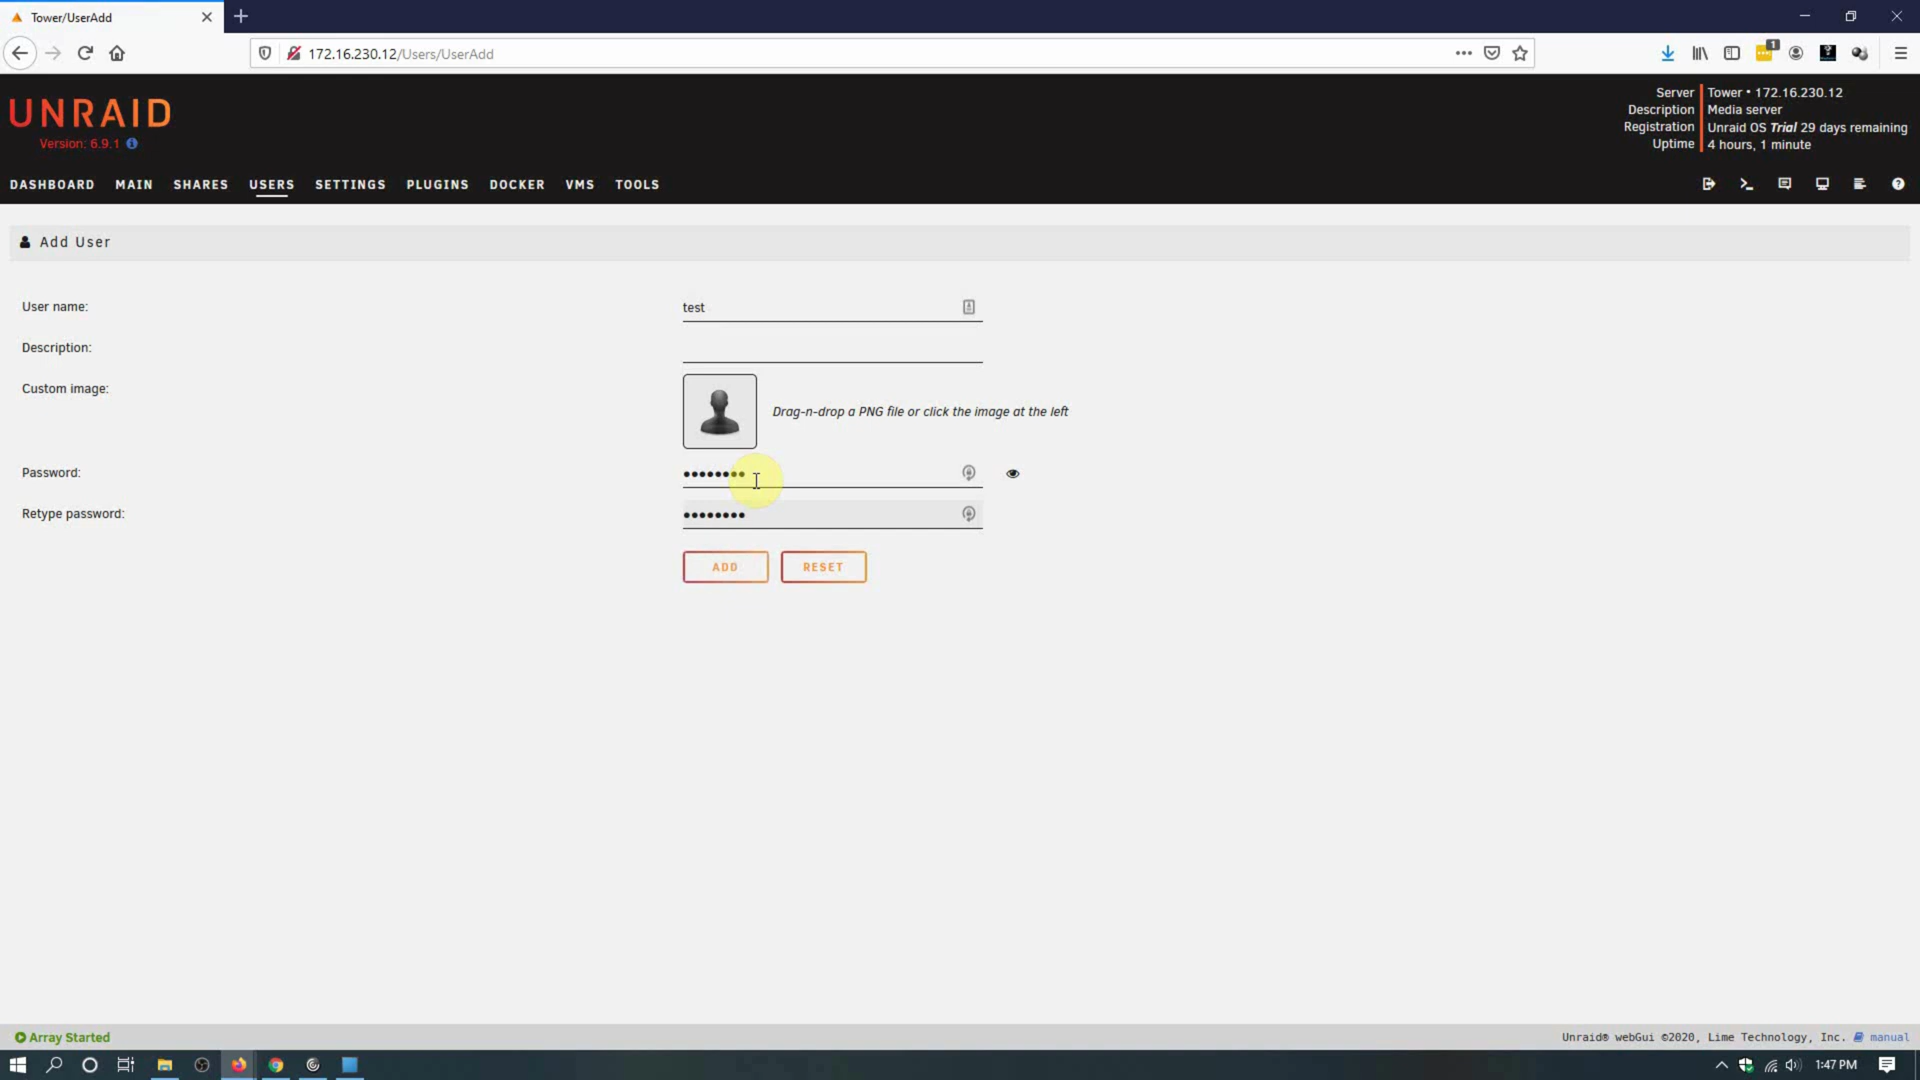 Tower/UserAdd
172.16.230.12/Users/UserAdd
1
UNRAID
Version: 6.9.1
Server Tower • 172.16.230.12
Description Media server
Registration Unraid OS Trial 29 days remaining
Uptime 4 hours, 1 minute
DASHBOARD MAIN SHARES USERS SETTINGS PLUGINS DOCKER VMS TOOLS
Add User
User name: test
Description:
Custom image: Drag-n-drop a PNG file or click the image at the left
Password: ••••••••
Retype password: ••••••••
ADD RESET
Array Started
Unraid® webGui ©2020, Lime Technology, Inc. manual
1:47 PM